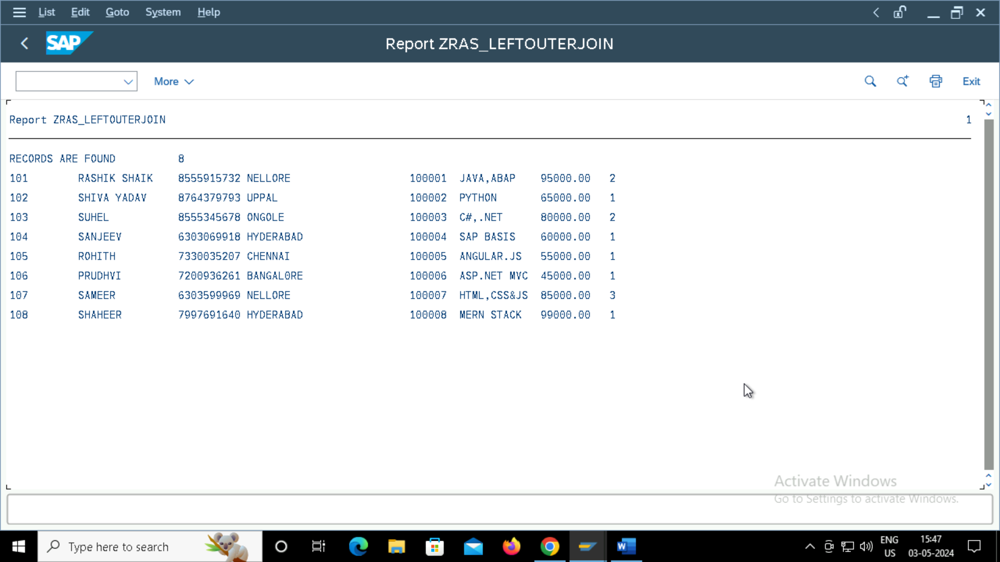 List Edit Goto System Help
SAP Report ZRAS_LEFTOUTERJOIN
More Exit
Report ZRAS_LEFTOUTERJOIN 1
RECORDS ARE FOUND 8
101 RASHIK SHAIK 8555915732 NELLORE 100001 JAVA,ABAP 95000.00 2
102 SHIVA YADAV 8764379793 UPPAL 100002 PYTHON 65000.00 1
103 SUHEL 8555345678 ONGOLE 100003 C#,.NET 80000.00 2
104 SANJEEV 6303069918 HYDERABAD 100004 SAP BASIS 60000.00 1
105 ROHITH 7330035207 CHENNAI 100005 ANGULAR.JS 55000.00 1
106 PRUDHVI 7200936261 BANGALORE 100006 ASP.NET MVC 45000.00 1
107 SAMEER 6303599969 NELLORE 100007 HTML,CSS&JS 85000.00 3
108 SHAHEER 7997691640 HYDERABAD 100008 MERN STACK 99000.00 1
Activate Windows
Go to Settings to activate Windows.
Type here to search
W
ENG
US
15:47
03-05-2024